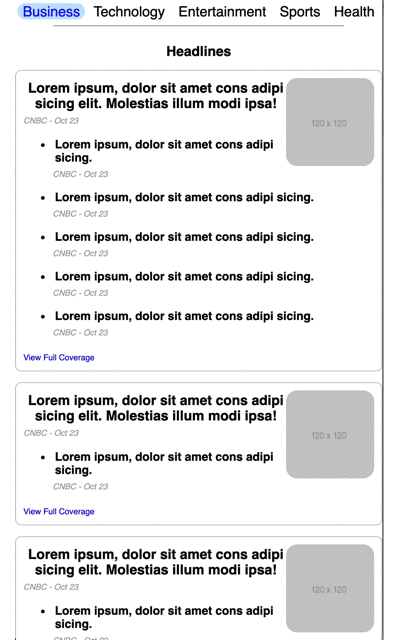 Business Technology Entertainment Sports Health
Headlines
Lorem ipsum, dolor sit amet cons adipi
sicing elit. Molestias illum modi ipsa!
120 x 120
CNBC - Oct 23
Lorem ipsum, dolor sit amet cons adipi
sicing.
CNBC - Oct 23
Lorem ipsum, dolor sit amet cons adipi sicing.
CNBC - Oct 23
Lorem ipsum, dolor sit amet cons adipi sicing.
CNBC - Oct 23
Lorem ipsum, dolor sit amet cons adipi sicing.
CNBC - Oct 23
Lorem ipsum, dolor sit amet cons adipi sicing.
CNBC - Oct 23
View Full Coverage
Lorem ipsum, dolor sit amet cons adipi
sicing elit. Molestias illum modi ipsa!
120 x 120
CNBC - Oct 23
Lorem ipsum, dolor sit amet cons adipi
sicing.
CNBC - Oct 23
View Full Coverage
Lorem ipsum, dolor sit amet cons adipi
sicing elit. Molestias illum modi ipsa!
120 x 120
CNBC - Oct 23
Lorem ipsum, dolor sit amet cons adipi
sicing.
CNBC - Oct 23